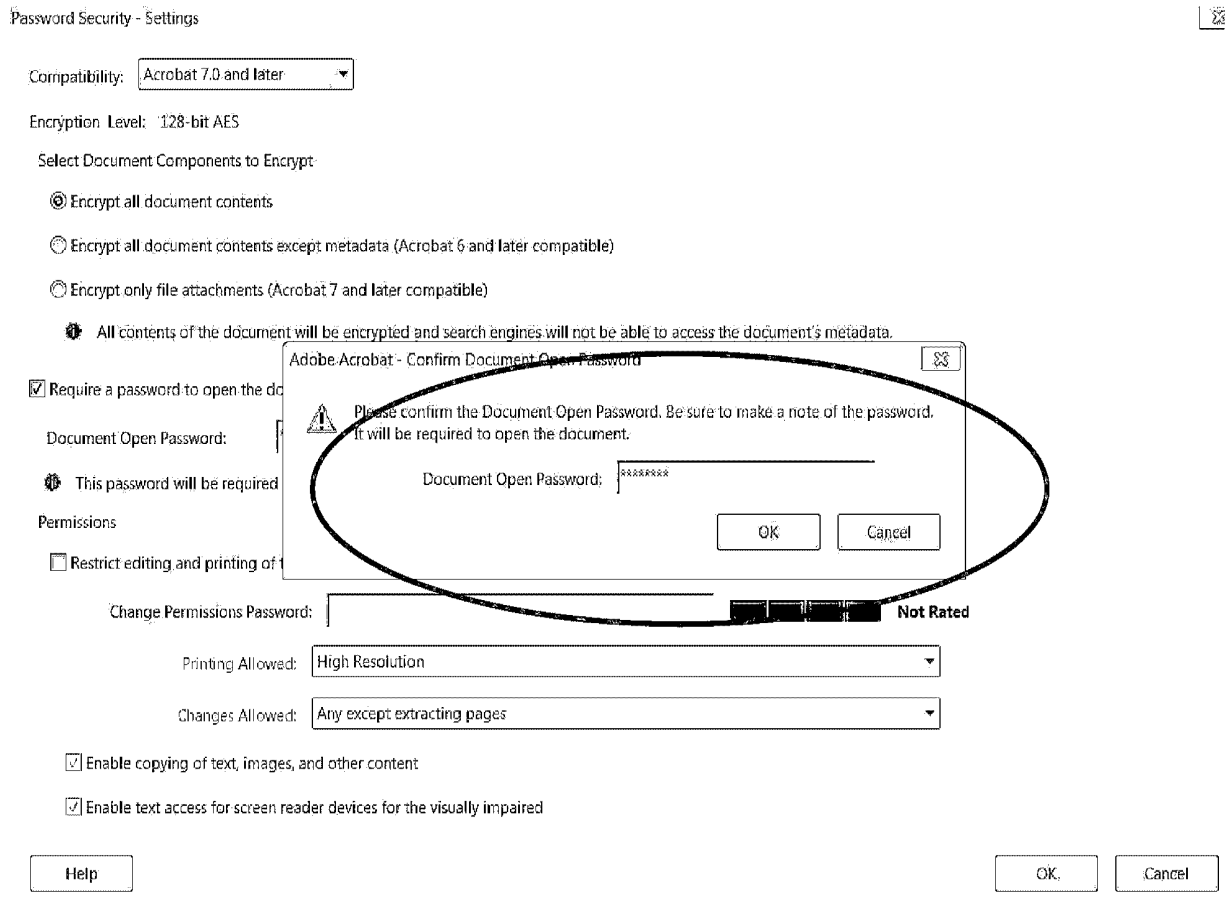 Password Security - Settings
Compatibility: Acrobat 7.0 and later
Encryption Level: 128-bit AES
Select Document Components to Encrypt
Encrypt all document contents
Encrypt all document contents except metadata (Acrobat 6 and later compatible)
Encrypt only file attachments (Acrobat 7 and later compatible)
All contents of the document will be encrypted and search engines will not be able to access the document's metadata.
Adobe Acrobat - Confirm Document Open Password
Require a password to open the do
Please confirm the Document Open Password. Be sure to make a note of the password.
It will be required to open the document.
Document Open Password:
Document Open Password: ********
This password will be required
Permissions
OK Cancel
Restrict editing and printing of t
Change Permissions Password: Not Rated
Printing Allowed: High Resolution
Changes Allowed: Any except extracting pages
Enable copying of text, images, and other content
Enable text access for screen reader devices for the visually impaired
Help OK Cancel